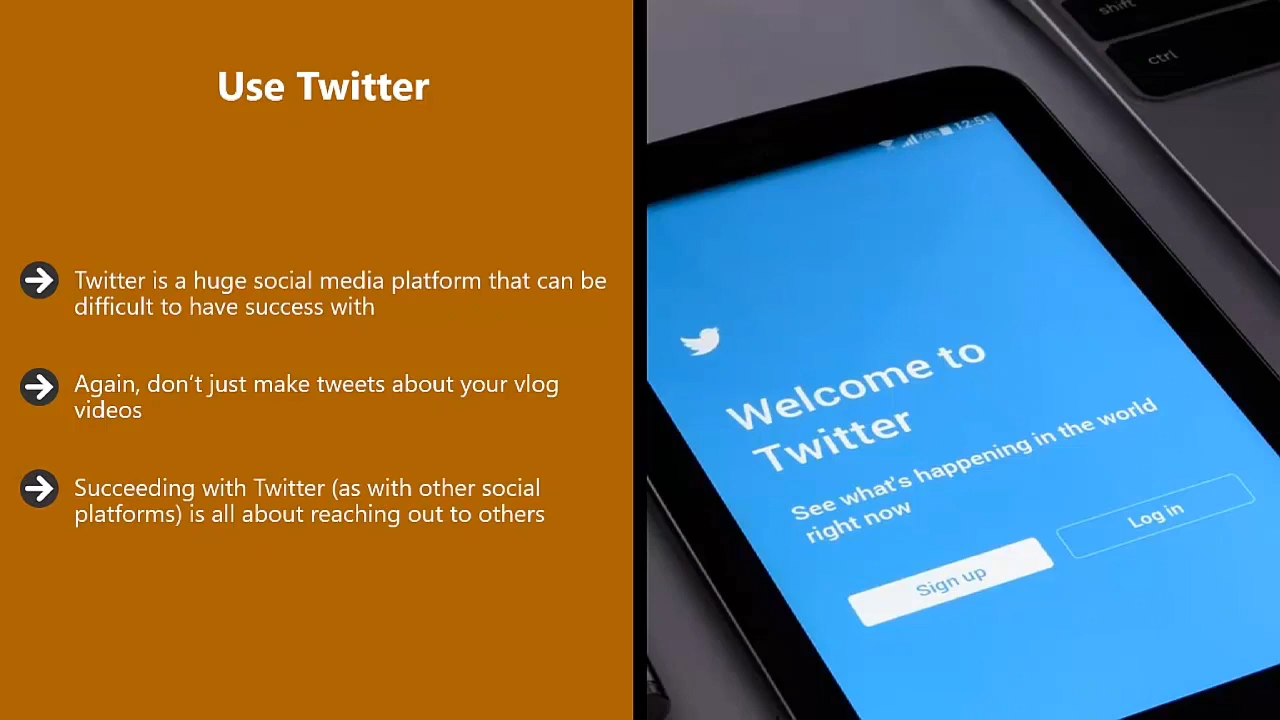 Use Twitter
Twitter is a huge social media platform that can be
difficult to have success with
Again, don’t just make tweets about your vlog
videos
Succeeding with Twitter (as with other social
platforms) is all about reaching out to others
shift
ctrl
78% 12:51
Welcome to
Twitter
See what's happening in the world
right now
Sign up
Log in